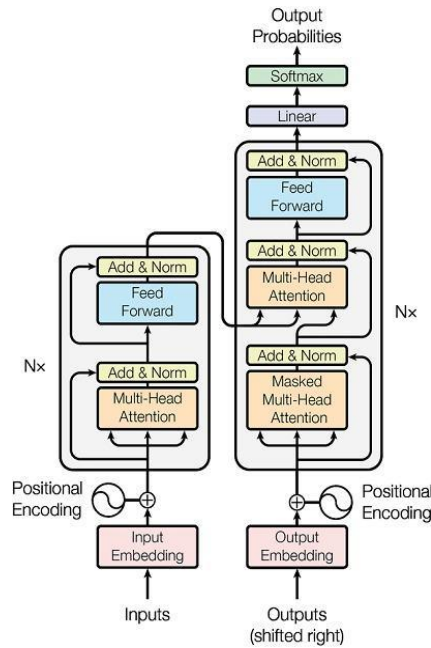 Output
Probabilities
Softmax
Linear
Add & Norm
Feed
Forward
Add & Norm
Multi-Head
Attention
Add & Norm
Masked
Multi-Head
Attention
N×
Positional
Encoding
Output
Embedding
Outputs
(shifted right)
Add & Norm
Feed
Forward
Add & Norm
Multi-Head
Attention
N×
Positional
Encoding
Input
Embedding
Inputs